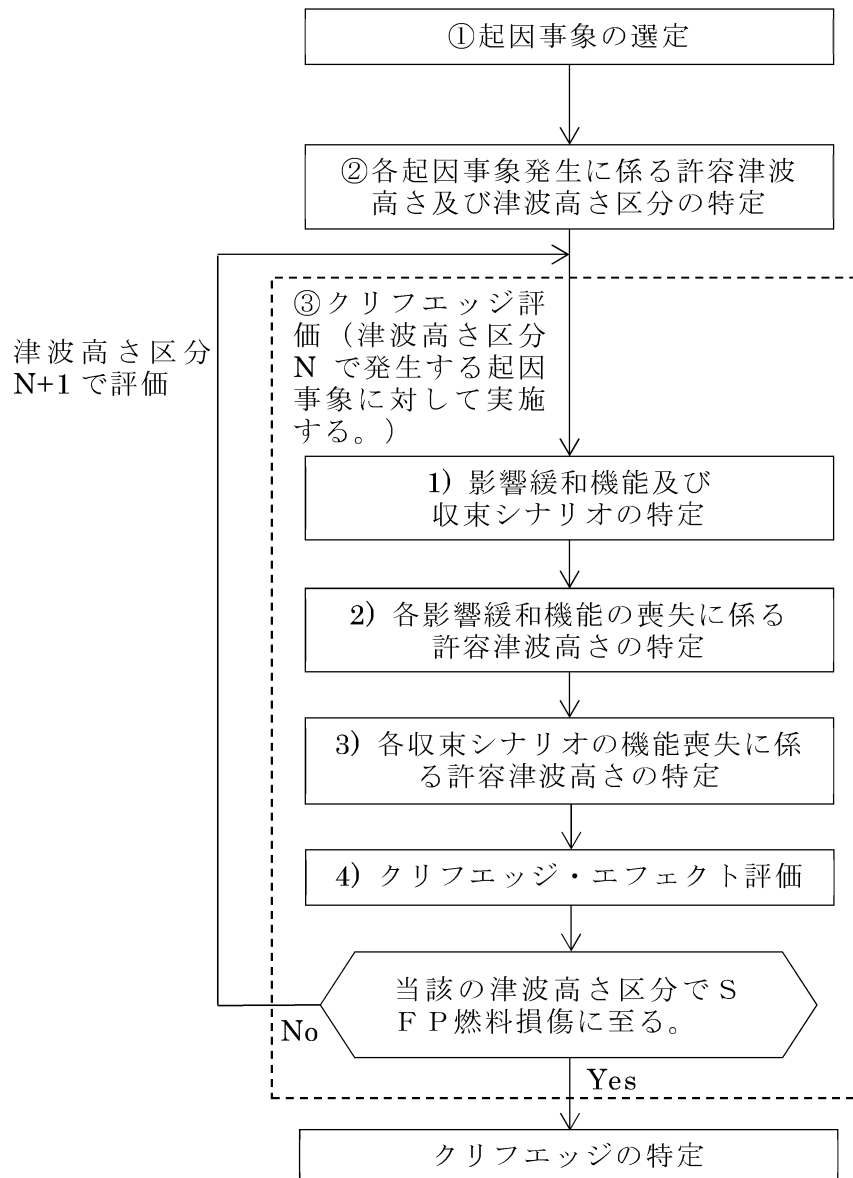 ①起因事象の選定
②各起因事象発生に係る許容津波
高さ及び津波高さ区分の特定
③クリフエッジ評
価（津波高さ区分
N で発生する起因
事象に対して実施
する。）
津波高さ区分
N+1 で評価
1) 影響緩和機能及び
収束シナリオの特定
2) 各影響緩和機能の喪失に係る
許容津波高さの特定
3) 各収束シナリオの機能喪失に係
る許容津波高さの特定
4) クリフエッジ・エフェクト評価
当該の津波高さ区分でＳ
ＦＰ燃料損傷に至る。
No
Yes
クリフエッジの特定